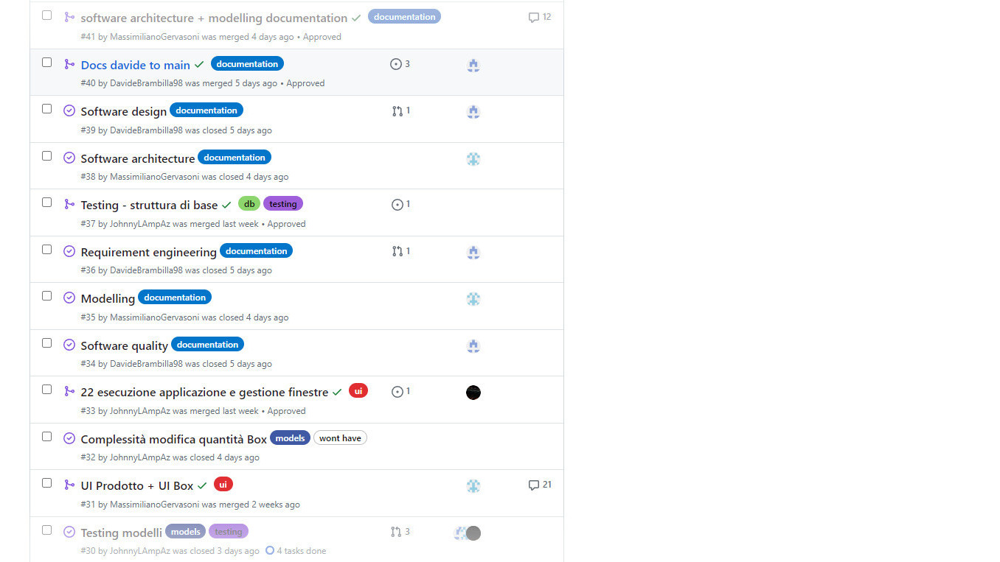 software architecture + modelling documentation documentation 12
#41 by MassimilianoGervasoni was merged 4 days ago • Approved
Docs davide to main documentation 3
#40 by DavideBrambilla98 was merged 5 days ago • Approved
Software design documentation 1
#39 by DavideBrambilla98 was closed 5 days ago
Software architecture documentation
#38 by MassimilianoGervasoni was closed 4 days ago
Testing - struttura di base db testing 1
#37 by JohnnyLAmpAz was merged last week • Approved
Requirement engineering documentation 1
#36 by DavideBrambilla98 was closed 5 days ago
Modelling documentation
#35 by MassimilianoGervasoni was closed 4 days ago
Software quality documentation
#34 by DavideBrambilla98 was closed 5 days ago
22 esecuzione applicazione e gestione finestre ui 1
#33 by JohnnyLAmpAz was merged last week • Approved
Complessità modifica quantità Box models wont have
#32 by JohnnyLAmpAz was closed 4 days ago
UI Prodotto + UI Box ui 21
#31 by MassimilianoGervasoni was merged 2 weeks ago
Testing modelli models testing 3
#30 by JohnnyLAmpAz was closed 3 days ago 4 tasks done